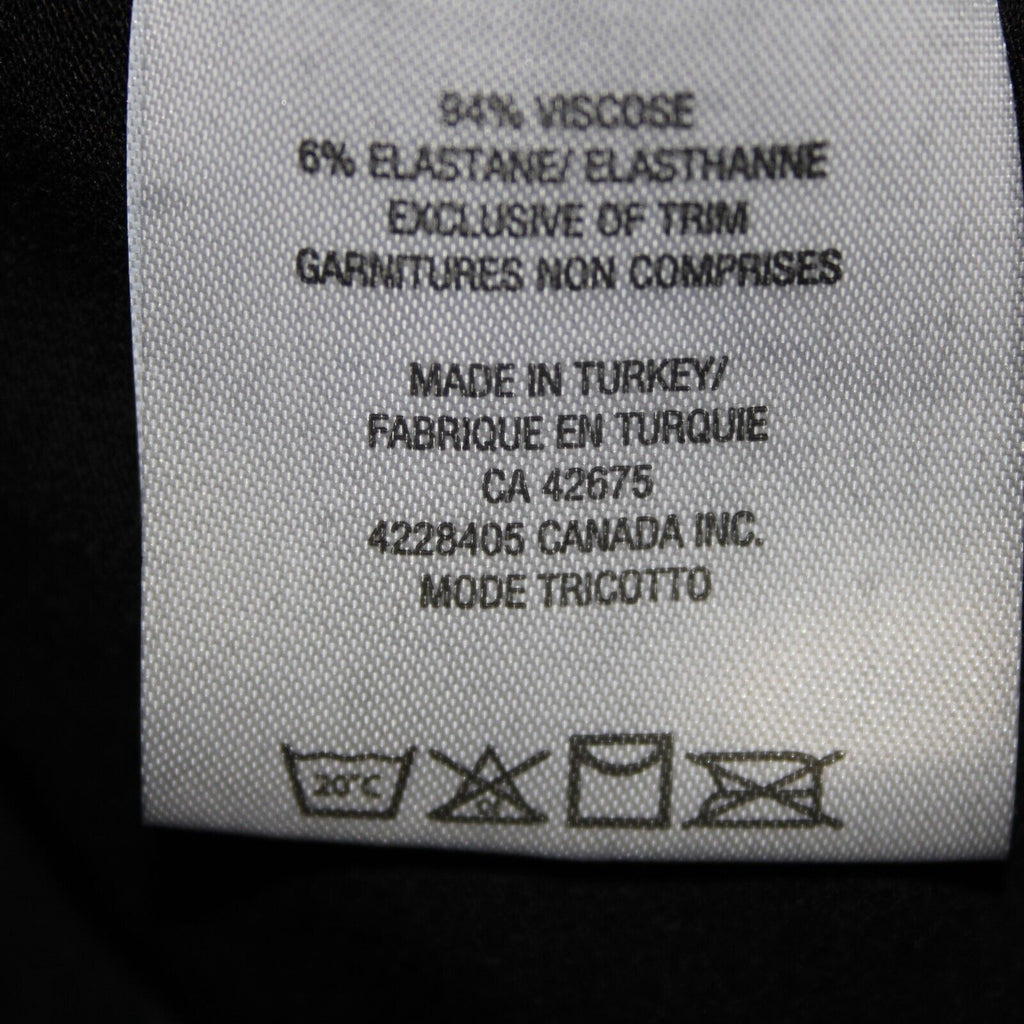 94% VISCOSE
6% ELASTANE/ ELASTHANNE
EXCLUSIVE OF TRIM
GARNITURES NON COMPRISES
MADE IN TURKEY/
FABRIQUE EN TURQUIE
CA 42675
4228405 CANADA INC.
MODE TRICOTTO
20°C